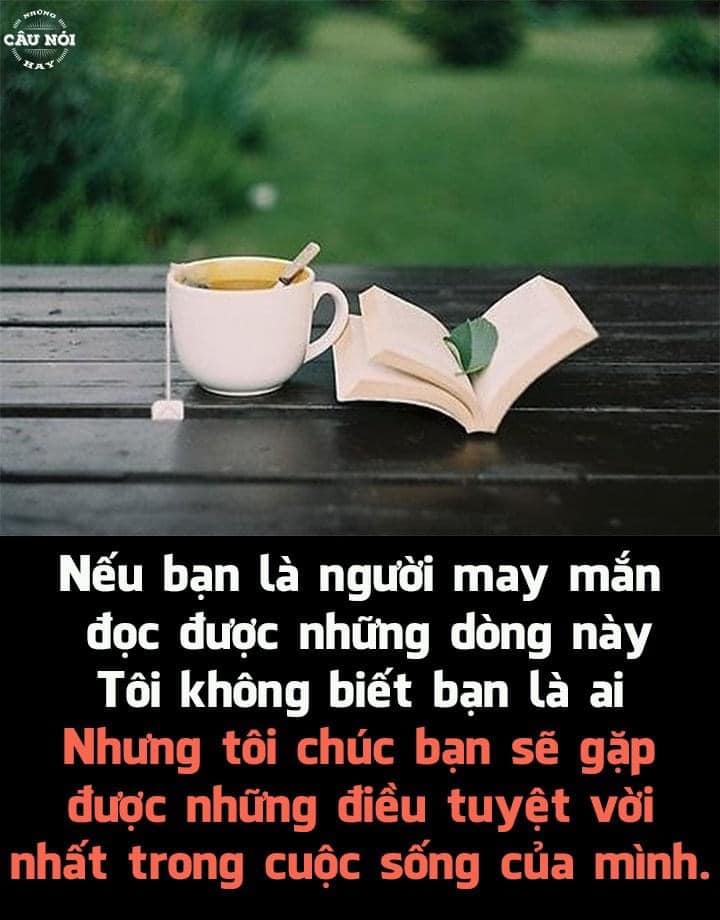 NHỮNG
CÂU NÓI
HAY
Nếu bạn là người may mắn
đọc được những dòng này
Tôi không biết bạn là ai
Nhưng tôi chúc bạn sẽ gặp
được những điều tuyệt vời
nhất trong cuộc sống của mình.